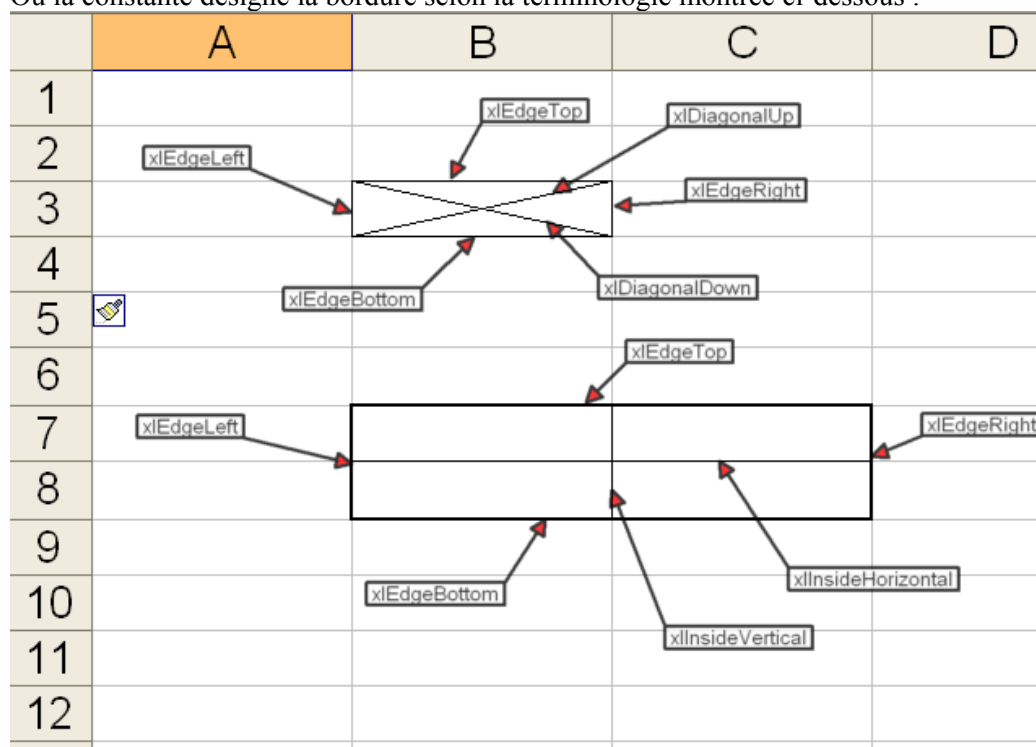 Où la constante désigne la bordure selon la terminologie montrée ci-dessous :
A B C D
1
xlEdgeTop xlDiagonalUp
2
xlEdgeLeft
xlEdgeRight
3
4
xlEdgeBottom xlDiagonalDown
5
xlEdgeTop
6
7
xlEdgeLeft xlEdgeRight
8
9
xlInsideHorizontal
10
xlEdgeBottom
xlInsideVertical
11
12